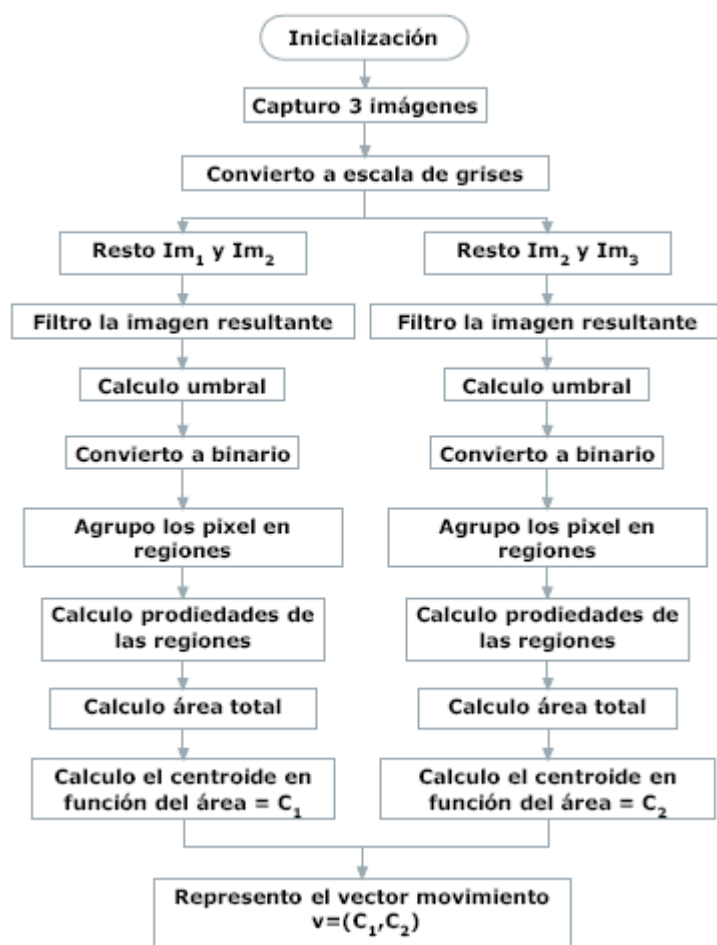 Inicialización
Capturo 3 imágenes
Convierto a escala de grises
Resto Im₁ y Im₂
Resto Im₂ y Im₃
Filtro la imagen resultante
Filtro la imagen resultante
Calculo umbral
Calculo umbral
Convierto a binario
Convierto a binario
Agrupo los pixel en
regiones
Agrupo los pixel en
regiones
Calculo prodiedades de
las regiones
Calculo prodiedades de
las regiones
Calculo área total
Calculo área total
Calculo el centroide en
función del área = C₁
Calculo el centroide en
función del área = C₂
Represento el vector movimiento
v=(C₁,C₂)